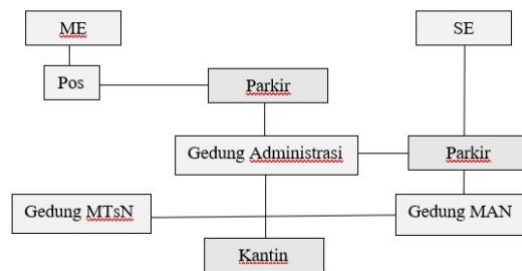 ME
SE
Pos
Parkir
Gedung Administrasi
Parkir
Gedung MTsN
Gedung MAN
Kantin